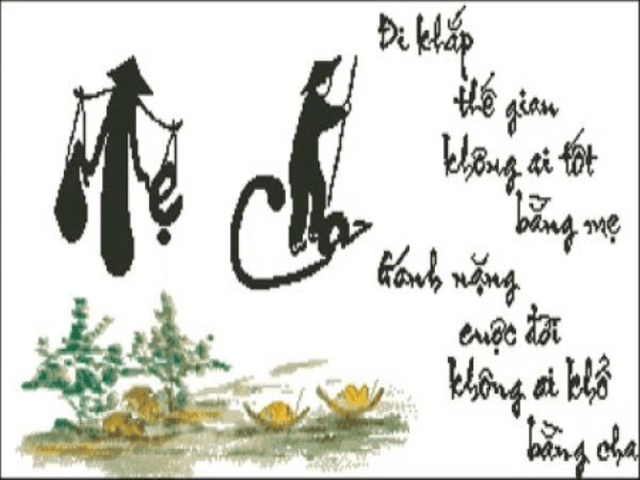 Mẹ Cha
Đi khắp
thế gian
không ai tốt
bằng mẹ
Gánh nặng
cuộc đời
không ai khổ
bằng cha